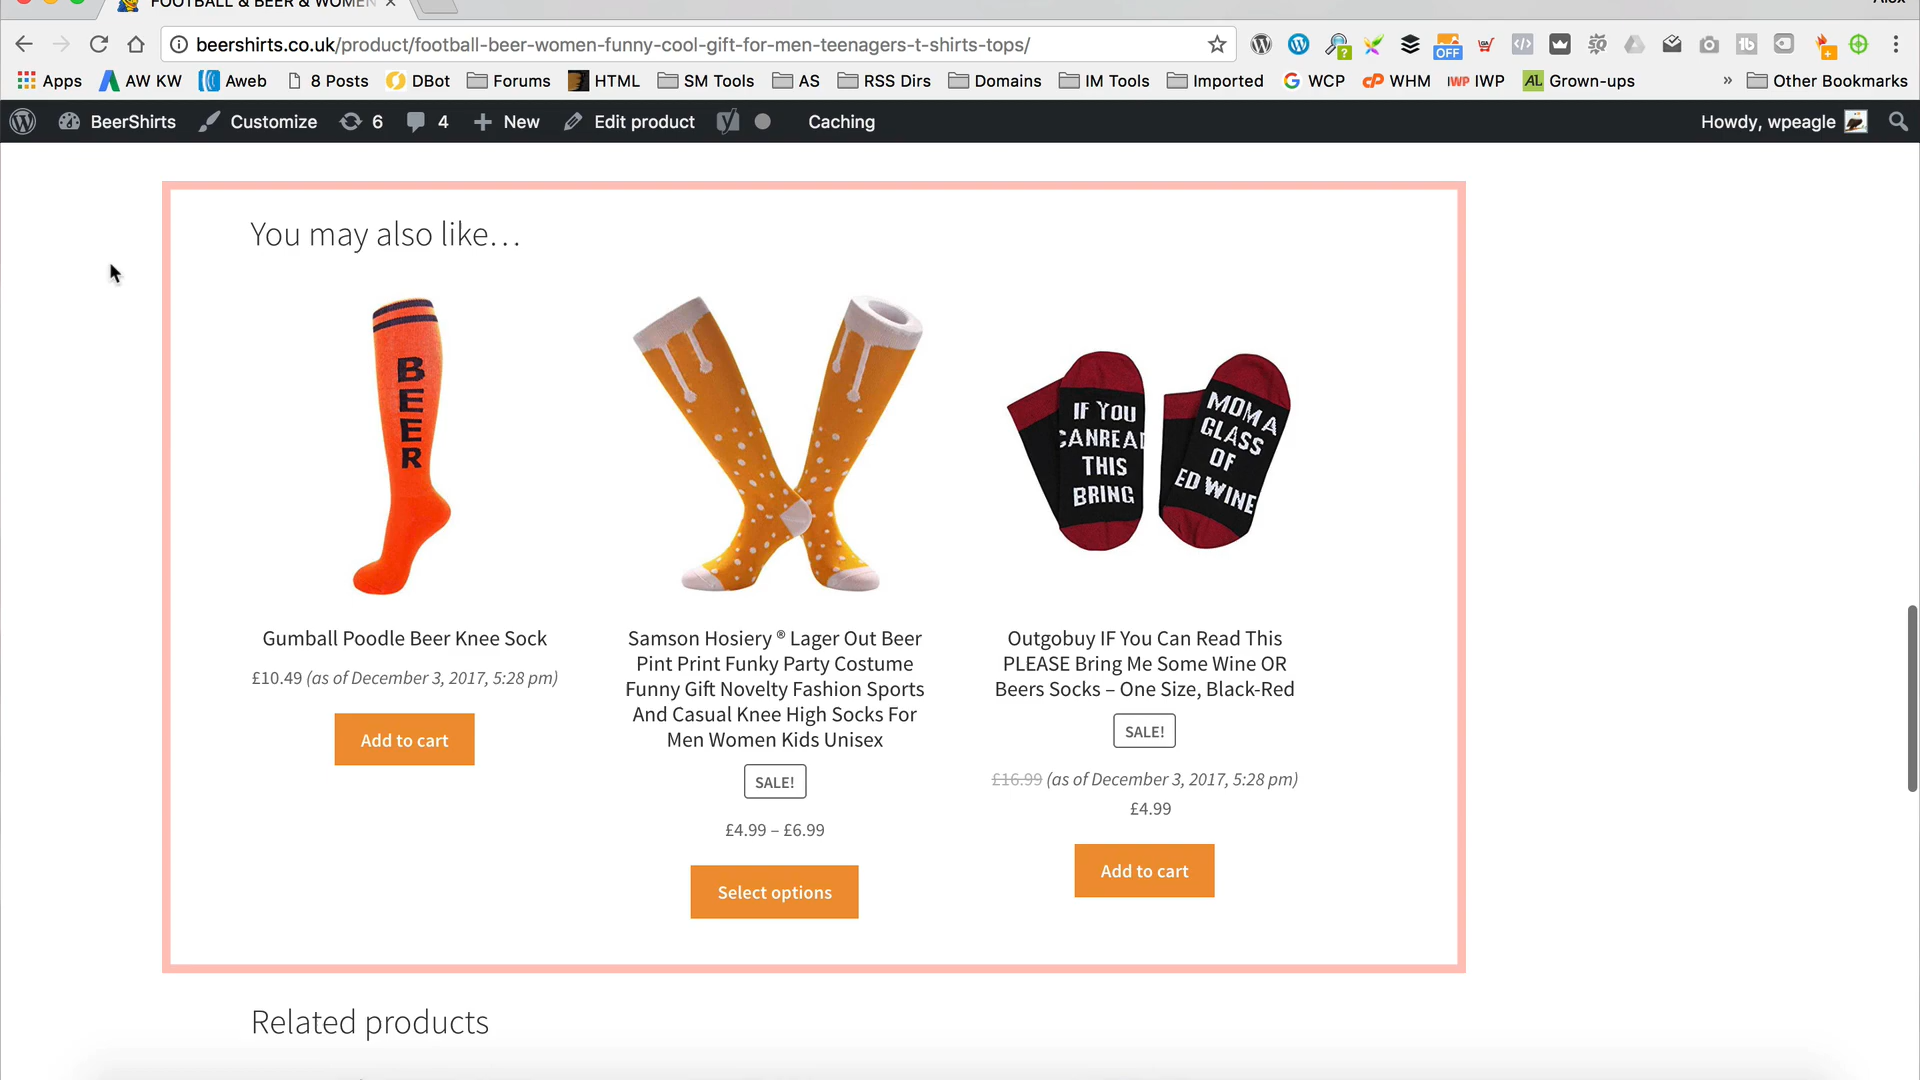 FOOTBALL & BEER & WOMEN
Alex
beershirts.co.uk/product/football-beer-women-funny-cool-gift-for-men-teenagers-t-shirts-tops/
OFF
Apps AW KW Aweb 8 Posts DBot Forums HTML SM Tools AS RSS Dirs Domains IM Tools Imported WCP WHM IWP IWP AL Grown-ups » Other Bookmarks
BeerShirts Customize 6 4 New Edit product Caching Howdy, wpeagle
You may also like…
BEER
IF YOU
CANREAD
THIS
BRING
MOM A
GLASS
OF
ED WINE
Gumball Poodle Beer Knee Sock
£10.49 (as of December 3, 2017, 5:28 pm)
Add to cart
Samson Hosiery ® Lager Out Beer
Pint Print Funky Party Costume
Funny Gift Novelty Fashion Sports
And Casual Knee High Socks For
Men Women Kids Unisex
SALE!
£4.99 – £6.99
Select options
Outgobuy IF You Can Read This
PLEASE Bring Me Some Wine OR
Beers Socks – One Size, Black-Red
SALE!
£16.99 (as of December 3, 2017, 5:28 pm)
£4.99
Add to cart
Related products